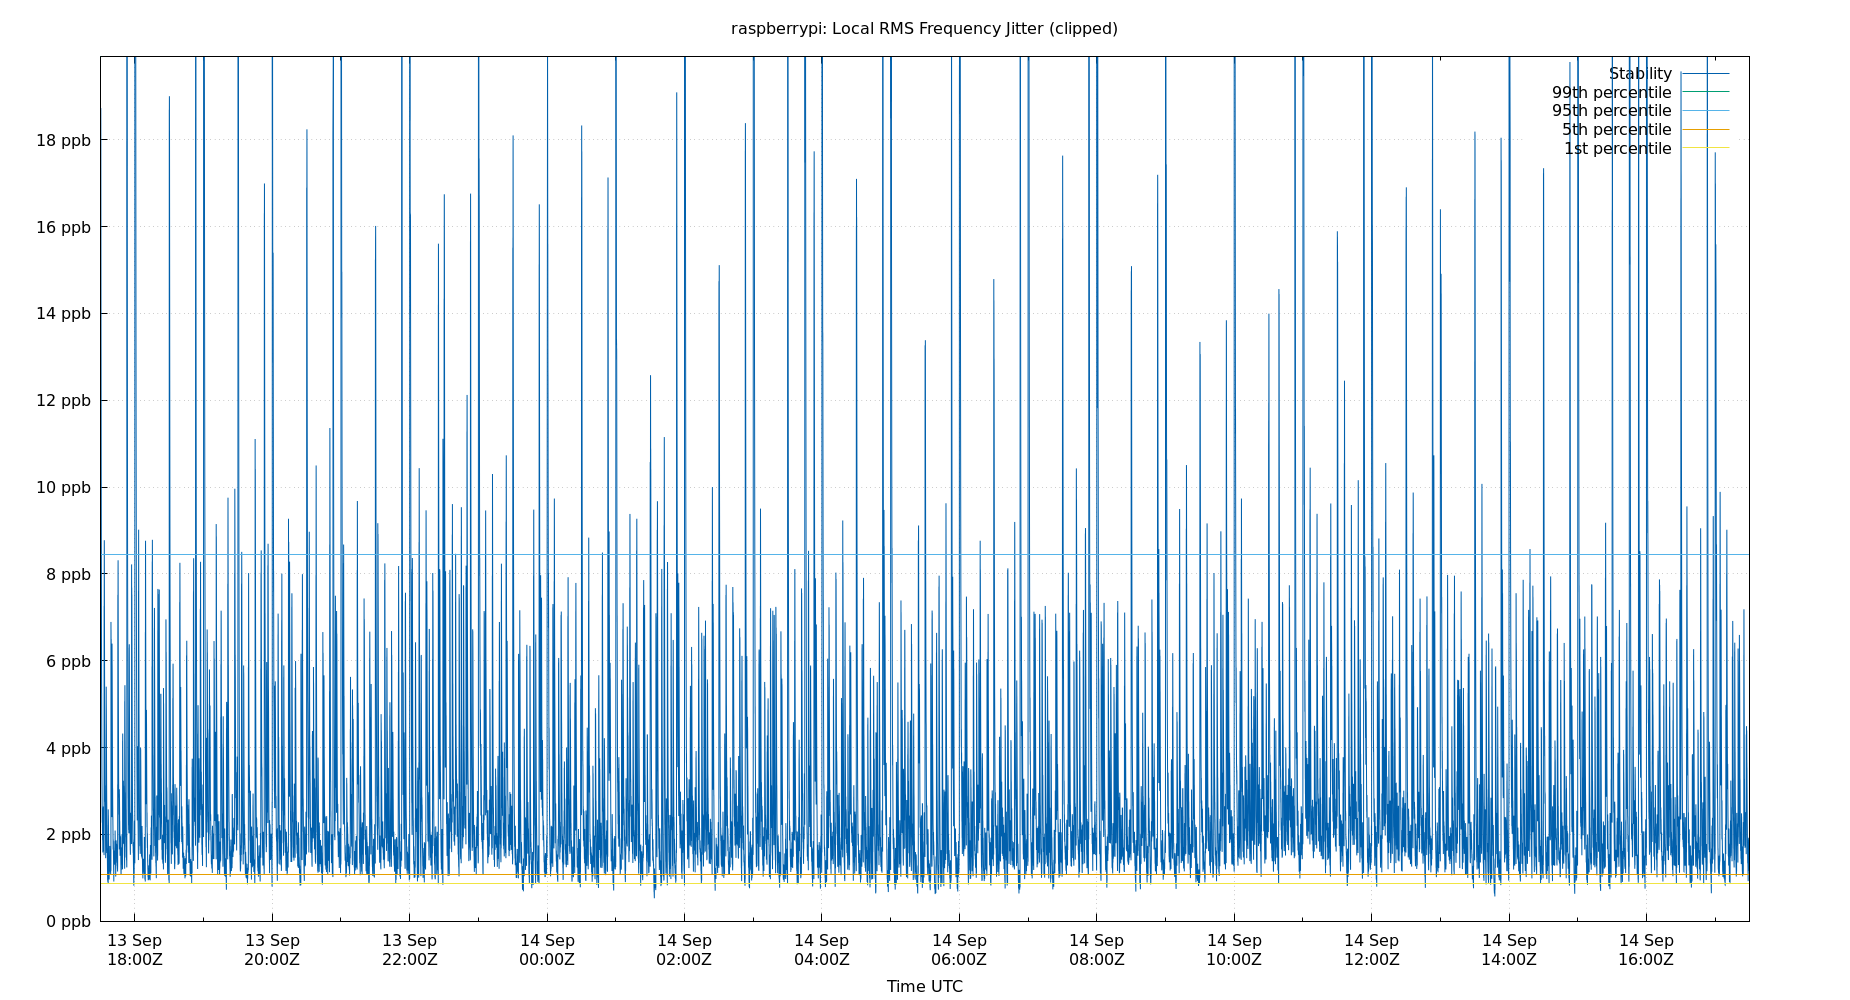 raspberrypi: Local RMS Frequency Jitter (clipped)
Stability
99th percentile
95th percentile
5th percentile
1st percentile
18 ppb
16 ppb
14 ppb
12 ppb
10 ppb
8 ppb
6 ppb
4 ppb
2 ppb
0 ppb
13 Sep 13 Sep 13 Sep 14 Sep 14 Sep 14 Sep 14 Sep 14 Sep 14 Sep 14 Sep 14 Sep 14 Sep
18:00Z 20:00Z 22:00Z 00:00Z 02:00Z 04:00Z 06:00Z 08:00Z 10:00Z 12:00Z 14:00Z 16:00Z
Time UTC